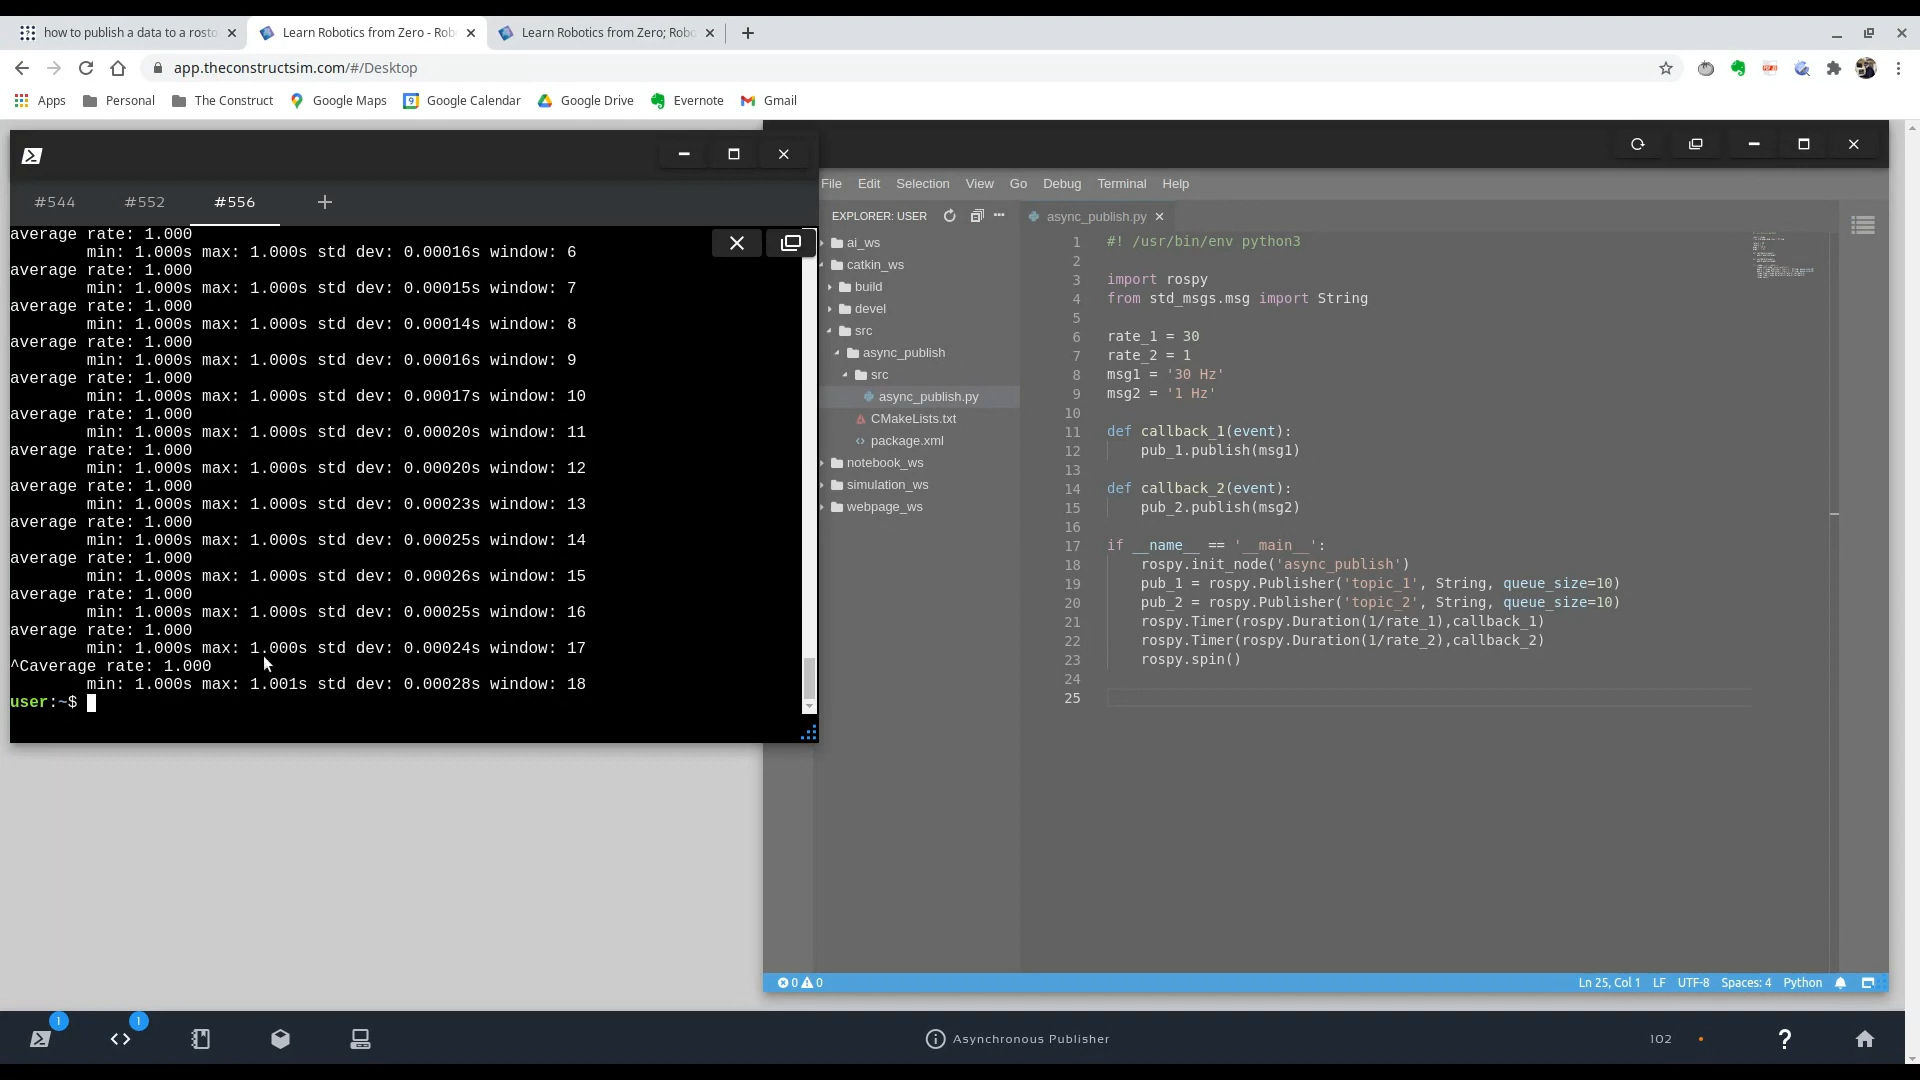 how to publish a data to a rosto
Learn Robotics from Zero - Rob
Learn Robotics from Zero; Robo
app.theconstructsim.com/#/Desktop
Apps
Personal
The Construct
Google Maps
Google Calendar
Google Drive
Evernote
Gmail
#544
#552
#556
average rate: 1.000
min: 1.000s max: 1.000s std dev: 0.00016s window: 6
average rate: 1.000
min: 1.000s max: 1.000s std dev: 0.00015s window: 7
average rate: 1.000
min: 1.000s max: 1.000s std dev: 0.00014s window: 8
average rate: 1.000
min: 1.000s max: 1.000s std dev: 0.00016s window: 9
average rate: 1.000
min: 1.000s max: 1.000s std dev: 0.00017s window: 10
average rate: 1.000
min: 1.000s max: 1.000s std dev: 0.00020s window: 11
average rate: 1.000
min: 1.000s max: 1.000s std dev: 0.00020s window: 12
average rate: 1.000
min: 1.000s max: 1.000s std dev: 0.00023s window: 13
average rate: 1.000
min: 1.000s max: 1.000s std dev: 0.00025s window: 14
average rate: 1.000
min: 1.000s max: 1.000s std dev: 0.00026s window: 15
average rate: 1.000
min: 1.000s max: 1.000s std dev: 0.00025s window: 16
average rate: 1.000
min: 1.000s max: 1.000s std dev: 0.00024s window: 17
^Caverage rate: 1.000
min: 1.000s max: 1.001s std dev: 0.00028s window: 18
user:~$
File Edit Selection View Go Debug Terminal Help
EXPLORER: USER
ai_ws
catkin_ws
build
devel
src
async_publish
src
async_publish.py
CMakeLists.txt
package.xml
notebook_ws
simulation_ws
webpage_ws
async_publish.py
1 #! /usr/bin/env python3
2
3 import rospy
4 from std_msgs.msg import String
5
6 rate_1 = 30
7 rate_2 = 1
8 msg1 = '30 Hz'
9 msg2 = '1 Hz'
10
11 def callback_1(event):
12 pub_1.publish(msg1)
13
14 def callback_2(event):
15 pub_2.publish(msg2)
16
17 if __name__ == '__main__':
18 rospy.init_node('async_publish')
19 pub_1 = rospy.Publisher('topic_1', String, queue_size=10)
20 pub_2 = rospy.Publisher('topic_2', String, queue_size=10)
21 rospy.Timer(rospy.Duration(1/rate_1),callback_1)
22 rospy.Timer(rospy.Duration(1/rate_2),callback_2)
23 rospy.spin()
24
25
0 0
Ln 25, Col 1 LF UTF-8 Spaces: 4 Python
1
1
Asynchronous Publisher
102
?